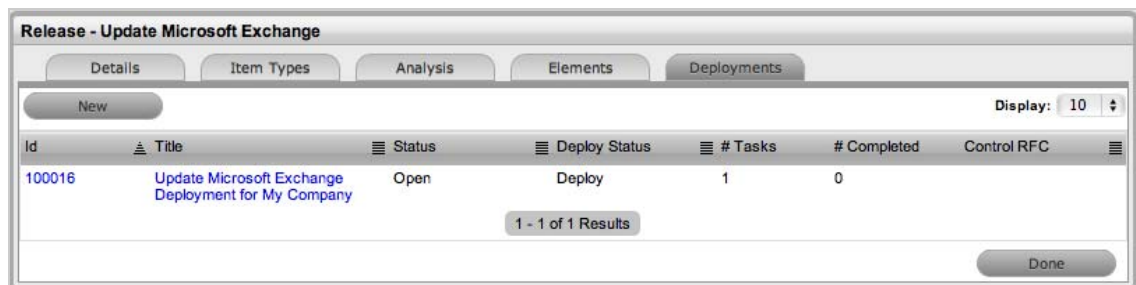 Release - Update Microsoft Exchange
Details Item Types Analysis Elements Deployments
New Display: 10
Id Title Status Deploy Status # Tasks # Completed Control RFC
100016 Update Microsoft Exchange Open Deploy 1 0
Deployment for My Company
1 - 1 of 1 Results
Done